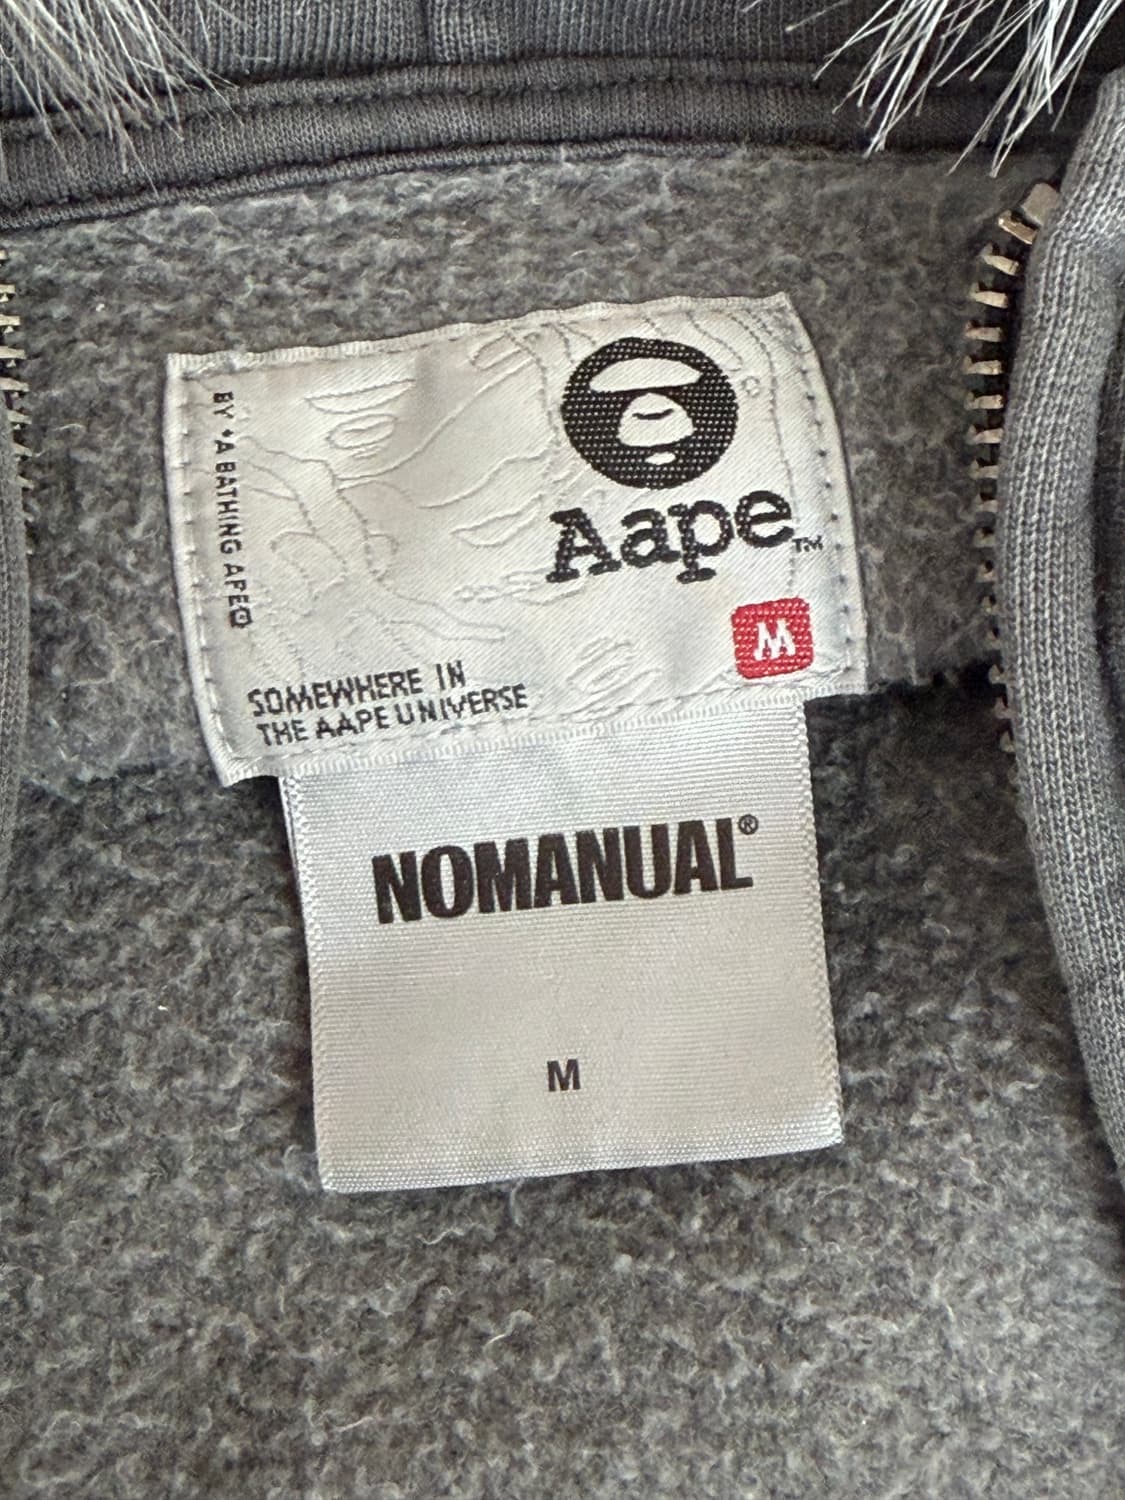 BY A BATHING APE
Aape™
M
SOMEWHERE IN
THE AAPE UNIVERSE
NOMANUAL®
M